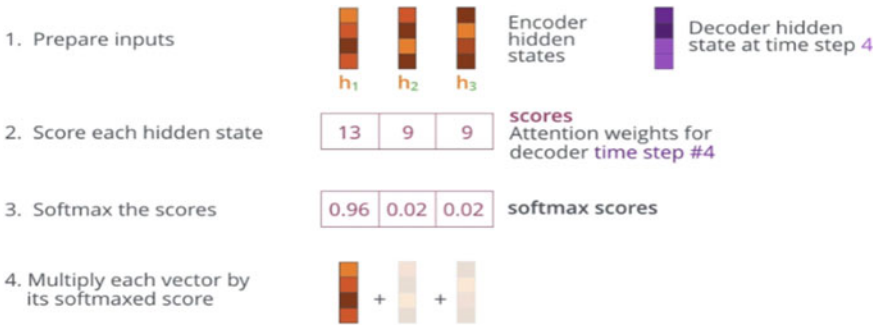 1. Prepare inputs
Encoder
hidden
states
Decoder hidden
state at time step 4
h₁ h₂ h₃
2. Score each hidden state
13 9 9
scores
Attention weights for
decoder time step #4
3. Softmax the scores
0.96 0.02 0.02
softmax scores
4. Multiply each vector by
its softmaxed score
+ +